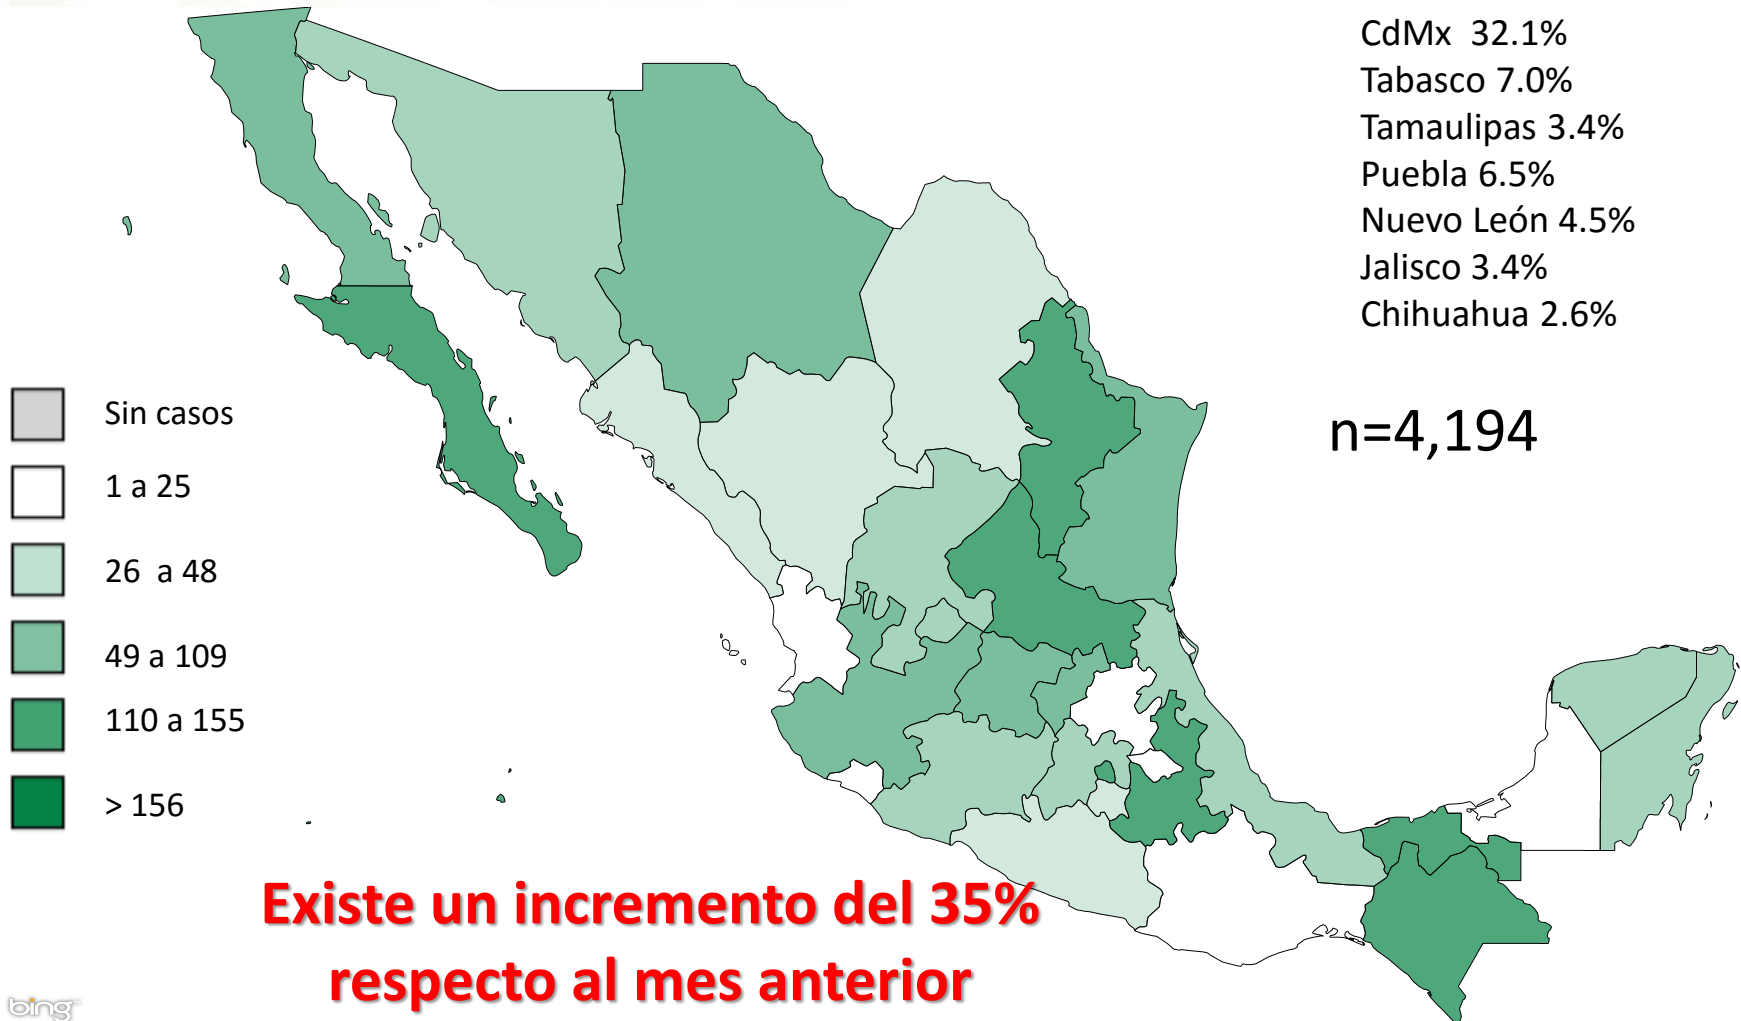 CdMx 32.1%
Tabasco 7.0%
Tamaulipas 3.4%
Puebla 6.5%
Nuevo León 4.5%
Jalisco 3.4%
Chihuahua 2.6%
n=4,194
Sin casos
1 a 25
26 a 48
49 a 109
110 a 155
> 156
Existe un incremento del 35%
respecto al mes anterior
bing